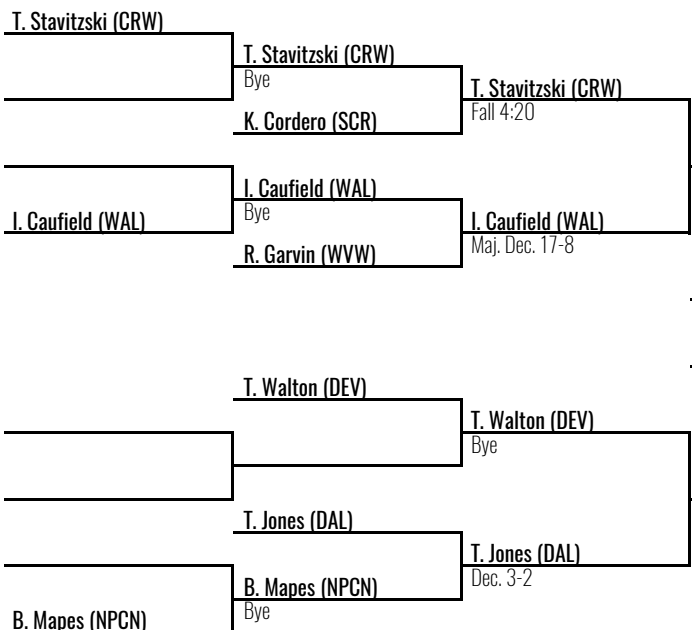 T. Stavitzski (CRW)
T. Stavitzski (CRW)
Bye
T. Stavitzski (CRW)
Fall 4:20
K. Cordero (SCR)
I. Caufield (WAL)
Bye
I. Caufield (WAL)
I. Caufield (WAL)
Maj. Dec. 17-8
R. Garvin (WVW)
T. Walton (DEV)
T. Walton (DEV)
Bye
T. Jones (DAL)
T. Jones (DAL)
Dec. 3-2
B. Mapes (NPCN)
Bye
B. Mapes (NPCN)